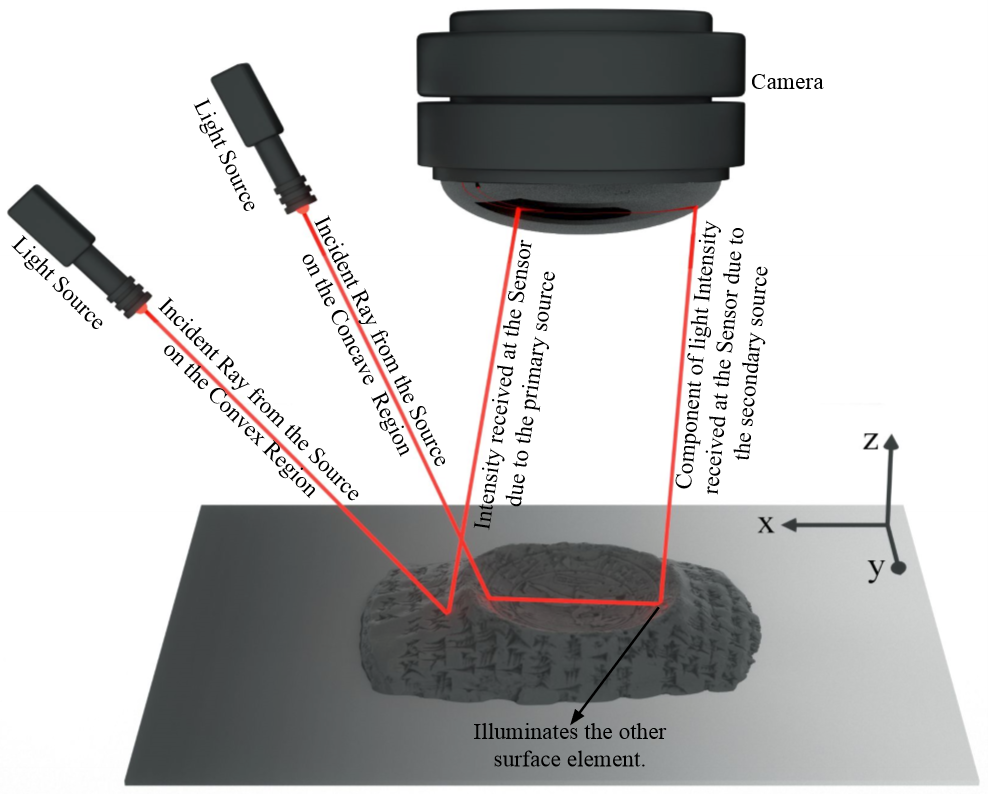 Camera
Light Source
Light Source
Incident Ray from the Source
on the Concave Region
Incident Ray from the Source
on the Convex Region
Intensity received at the Sensor
due to the primary source
Component of light Intensity
received at the Sensor due to
the secondary source
z
x
y
Illuminates the other
surface element.